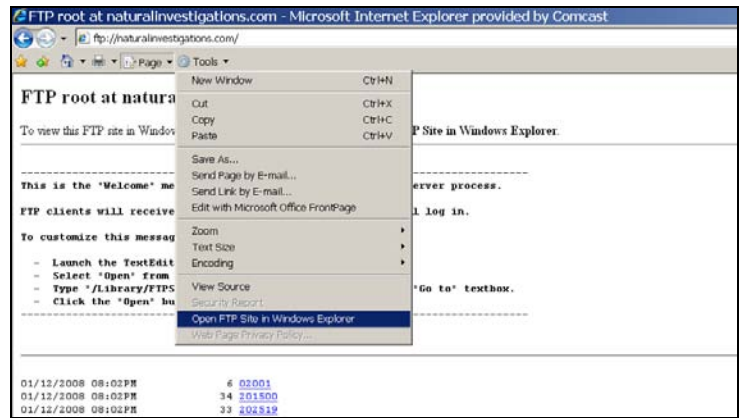 FTP root at naturalinvestigations.com - Microsoft Internet Explorer provided by Comcast
ftp://naturalinvestigations.com/
Page Tools
New Window Ctrl+N
Cut Ctrl+X
Copy Ctrl+C
Paste Ctrl+V
Save As...
Send Page by E-mail...
Send Link by E-mail...
Edit with Microsoft Office FrontPage
Zoom
Text Size
Encoding
View Source
Security Report
Open FTP Site in Windows Explorer
Web Page Privacy Policy...
FTP root at natura
To view this FTP site in Window P Site in Windows Explorer.
--------------------------------------------------------------------------------
This is the 'Welcome' me erver process.
FTP clients will receive l log in.
To customize this messag
- Launch the TextEdit
- Select 'Open' from
- Type '/Library/FTPS 'Go to' textbox.
- Click the 'Open' bu
--------------------------------------------------------------------------------
01/12/2008 08:02PM 6 02001
01/12/2008 08:02PM 34 201500
01/12/2008 08:02PM 33 202519